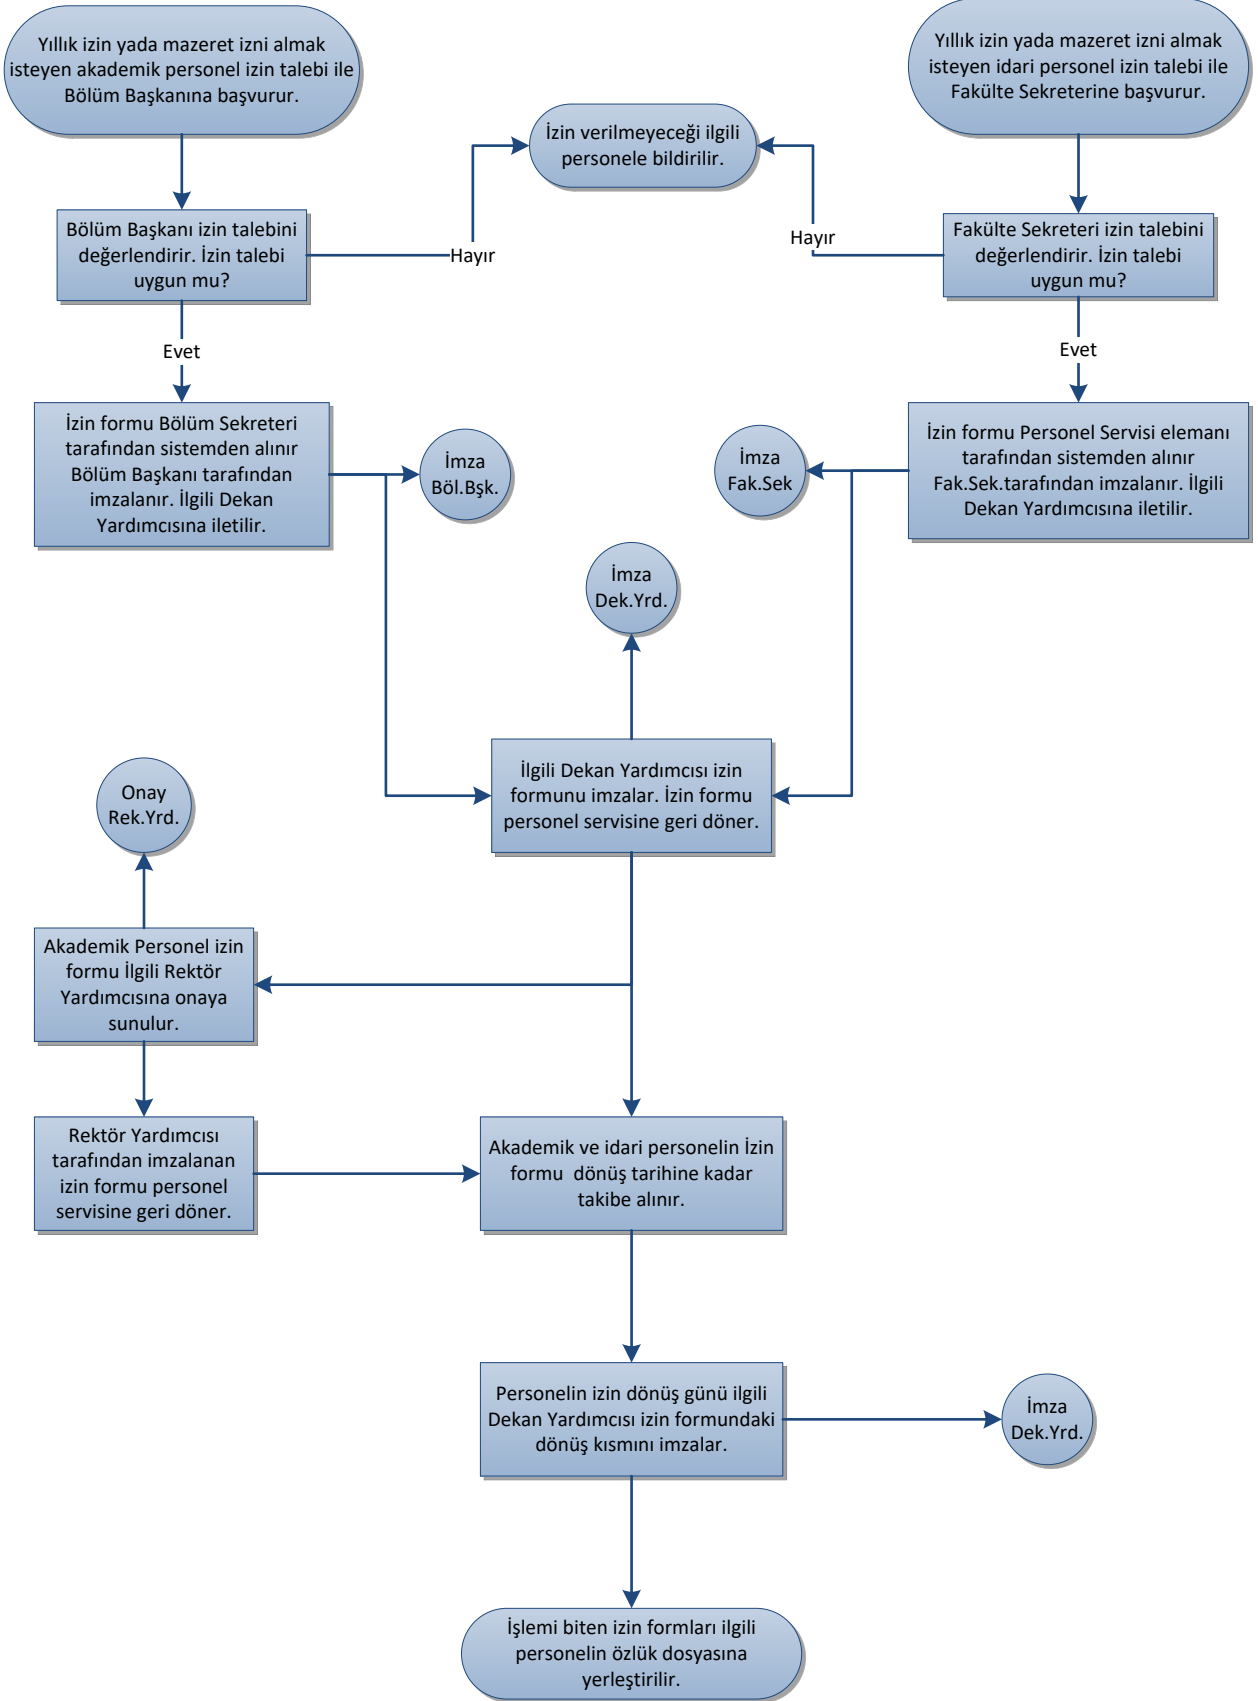 Yıllık izin yada mazeret izni almak
isteyen akademik personel izin talebi ile
Bölüm Başkanına başvurur.
Yıllık izin yada mazeret izni almak
isteyen idari personel izin talebi ile
Fakülte Sekreterine başvurur.
İzin verilmeyeceği ilgili
personele bildirilir.
Bölüm Başkanı izin talebini
değerlendirir. İzin talebi
uygun mu?
Hayır
Hayır
Fakülte Sekreteri izin talebini
değerlendirir. İzin talebi
uygun mu?
Evet
Evet
İzin formu Bölüm Sekreteri
tarafından sistemden alınır
Bölüm Başkanı tarafından
imzalanır. İlgili Dekan
Yardımcısına iletilir.
İmza
Böl.Bşk.
İmza
Fak.Sek
İzin formu Personel Servisi elemanı
tarafından sistemden alınır
Fak.Sek.tarafından imzalanır. İlgili
Dekan Yardımcısına iletilir.
İmza
Dek.Yrd.
İlgili Dekan Yardımcısı izin
formunu imzalar. İzin formu
personel servisine geri döner.
Onay
Rek.Yrd.
Akademik Personel izin
formu İlgili Rektör
Yardımcısına onaya
sunulur.
Rektör Yardımcısı
tarafından imzalanan
izin formu personel
servisine geri döner.
Akademik ve idari personelin İzin
formu  dönüş tarihine kadar
takibe alınır.
Personelin izin dönüş günü ilgili
Dekan Yardımcısı izin formundaki
dönüş kısmını imzalar.
İmza
Dek.Yrd.
İşlemi biten izin formları ilgili
personelin özlük dosyasına
yerleştirilir.